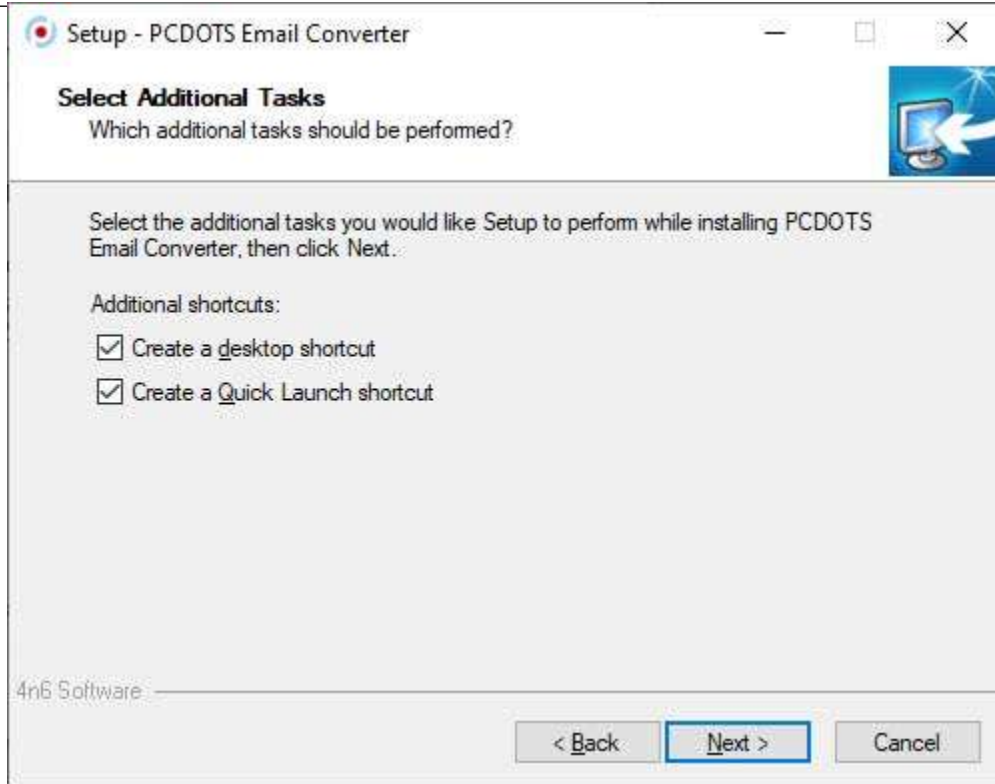 Setup - PCDOTS Email Converter
Select Additional Tasks
Which additional tasks should be performed?
Select the additional tasks you would like Setup to perform while installing PCDOTS
Email Converter, then click Next.
Additional shortcuts:
Create a desktop shortcut
Create a Quick Launch shortcut
4n6 Software
< Back Next > Cancel